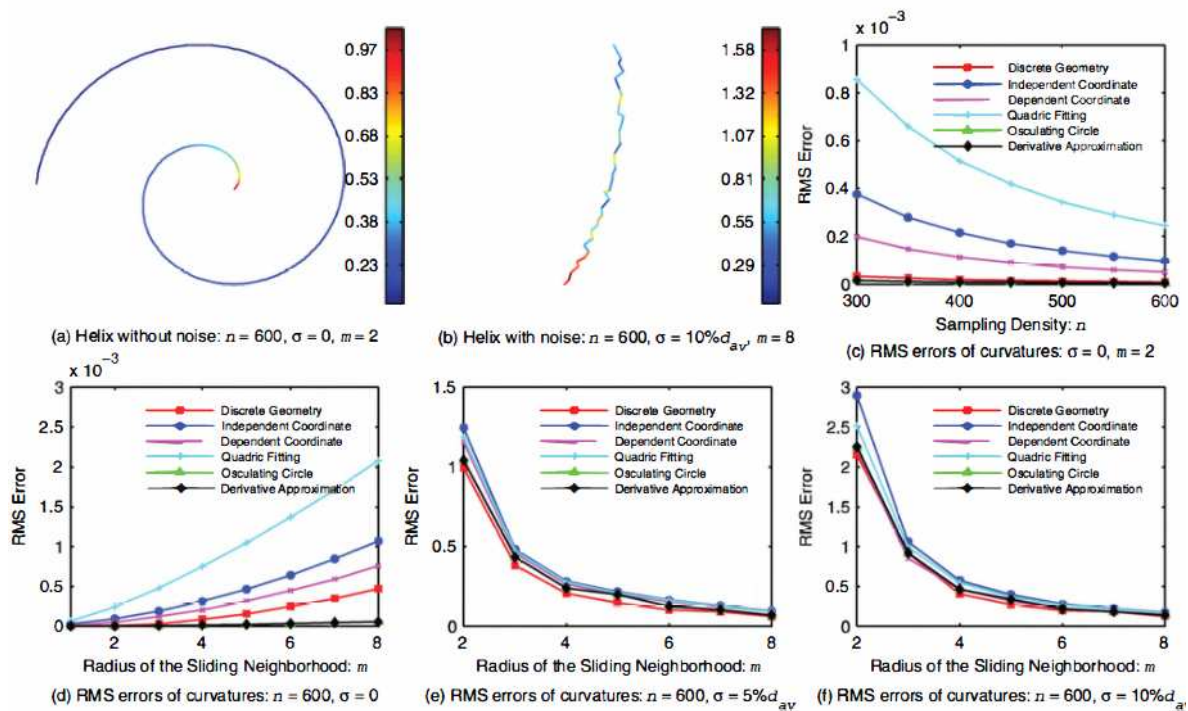 0.97
0.83
0.68
0.53
0.38
0.23
(a) Helix without noise: n = 600, σ = 0, m = 2
1.58
1.32
1.07
0.81
0.55
0.29
(b) Helix with noise: n = 600, σ = 10%d_av, m = 8
x 10⁻³
1
0.8
0.6
0.4
0.2
0
RMS Error
Discrete Geometry
Independent Coordinate
Dependent Coordinate
Quadric Fitting
Osculating Circle
Derivative Approximation
300 400 500 600
Sampling Density: n
(c) RMS errors of curvatures: σ = 0, m = 2
x 10⁻³
3
2.5
2
1.5
1
0.5
0
RMS Error
Discrete Geometry
Independent Coordinate
Dependent Coordinate
Quadric Fitting
Osculating Circle
Derivative Approximation
2 4 6 8
Radius of the Sliding Neighborhood: m
(d) RMS errors of curvatures: n = 600, σ = 0
1.5
1
0.5
0
RMS Error
Discrete Geometry
Independent Coordinate
Dependent Coordinate
Quadric Fitting
Osculating Circle
Derivative Approximation
2 3 4 5 6 7 8
Radius of the Sliding Neighborhood: m
(e) RMS errors of curvatures: n = 600, σ = 5%d_av
3
2.5
2
1.5
1
0.5
0
RMS Error
Discrete Geometry
Independent Coordinate
Dependent Coordinate
Quadric Fitting
Osculating Circle
Derivative Approximation
2 3 4 5 6 7 8
Radius of the Sliding Neighborhood: m
(f) RMS errors of curvatures: n = 600, σ = 10%d_av